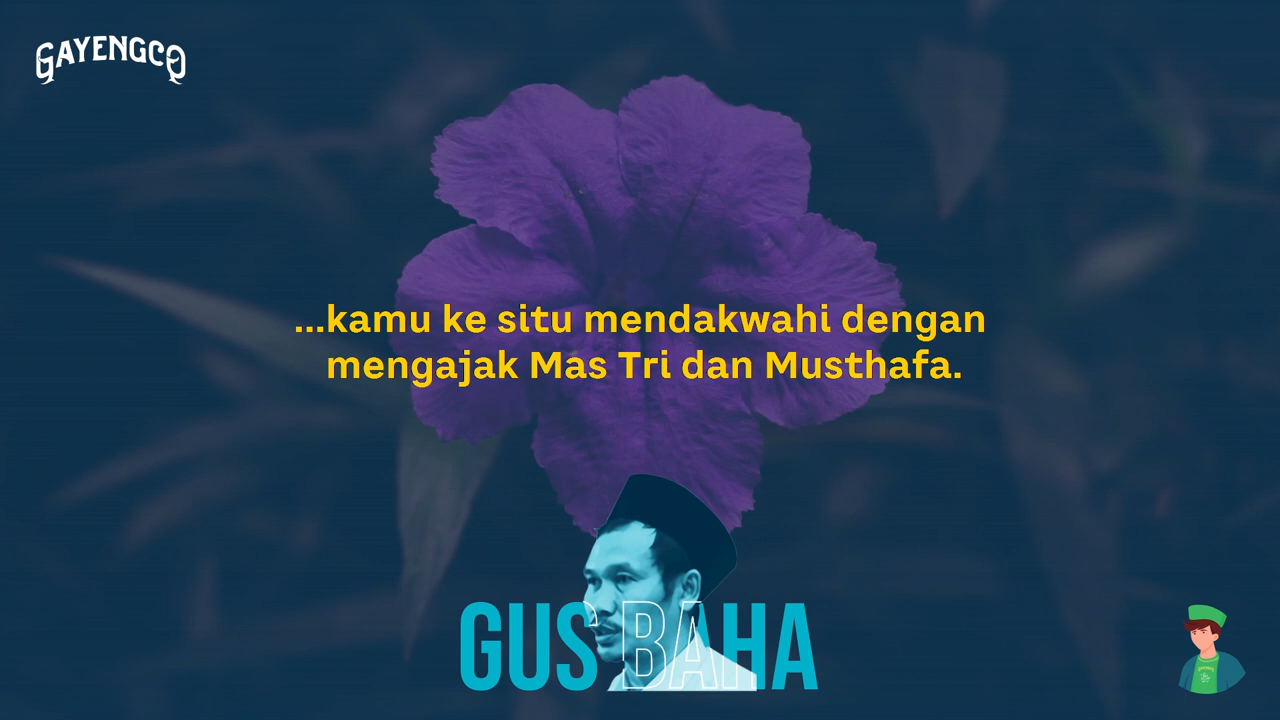 GAYENGCO
...kamu ke situ mendakwahi dengan
mengajak Mas Tri dan Musthafa.
GUS BAHA